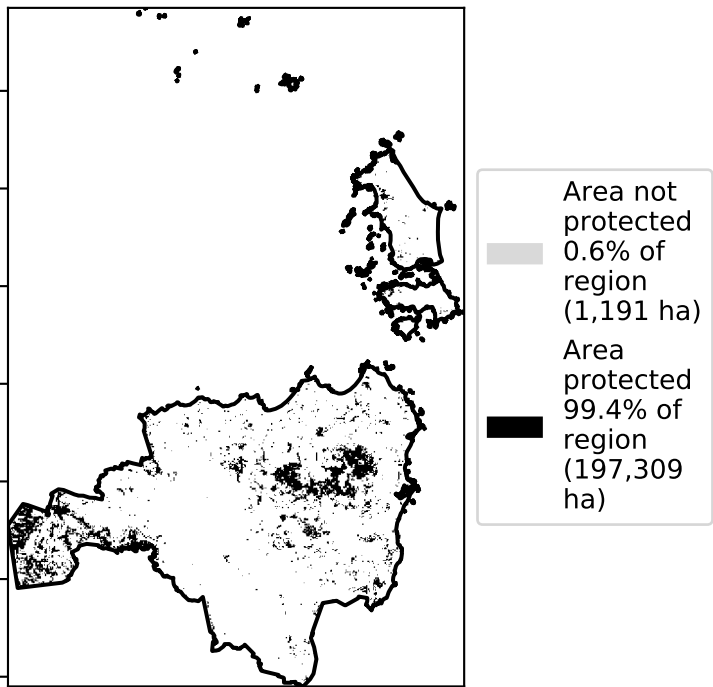 Area not
protected
0.6% of
region
(1,191 ha)
Area
protected
99.4% of
region
(197,309
ha)